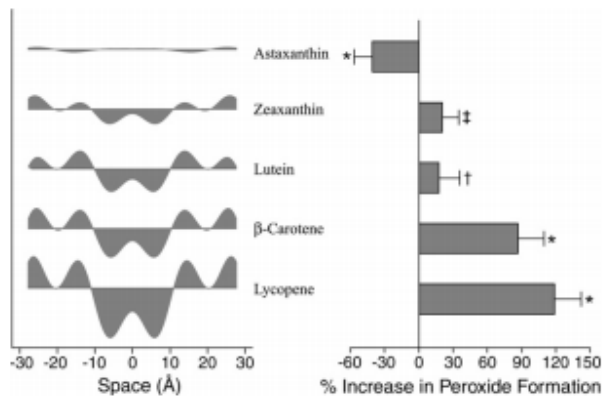 Astaxanthin
*
Zeaxanthin
‡
Lutein
†
β-Carotene
*
Lycopene
*
-30 -20 -10 0 10 20 30
-60 -30 0 30 60 90 120 150
Space (Å)
% Increase in Peroxide Formation